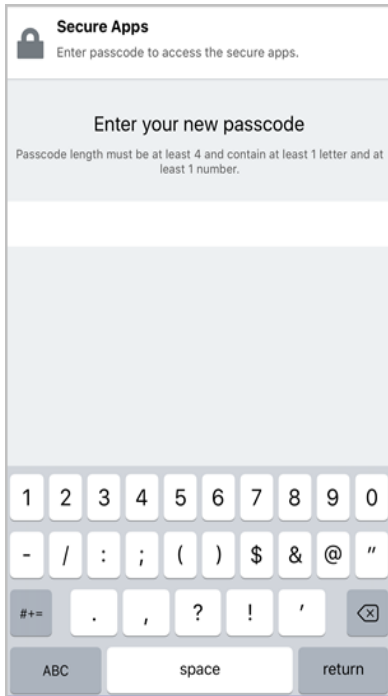 Secure Apps
Enter passcode to access the secure apps.
Enter your new passcode
Passcode length must be at least 4 and contain at least 1 letter and at
least 1 number.
1 2 3 4 5 6 7 8 9 0
- / : ; ( ) $ & @ "
#+= . , ? ! '
ABC space return